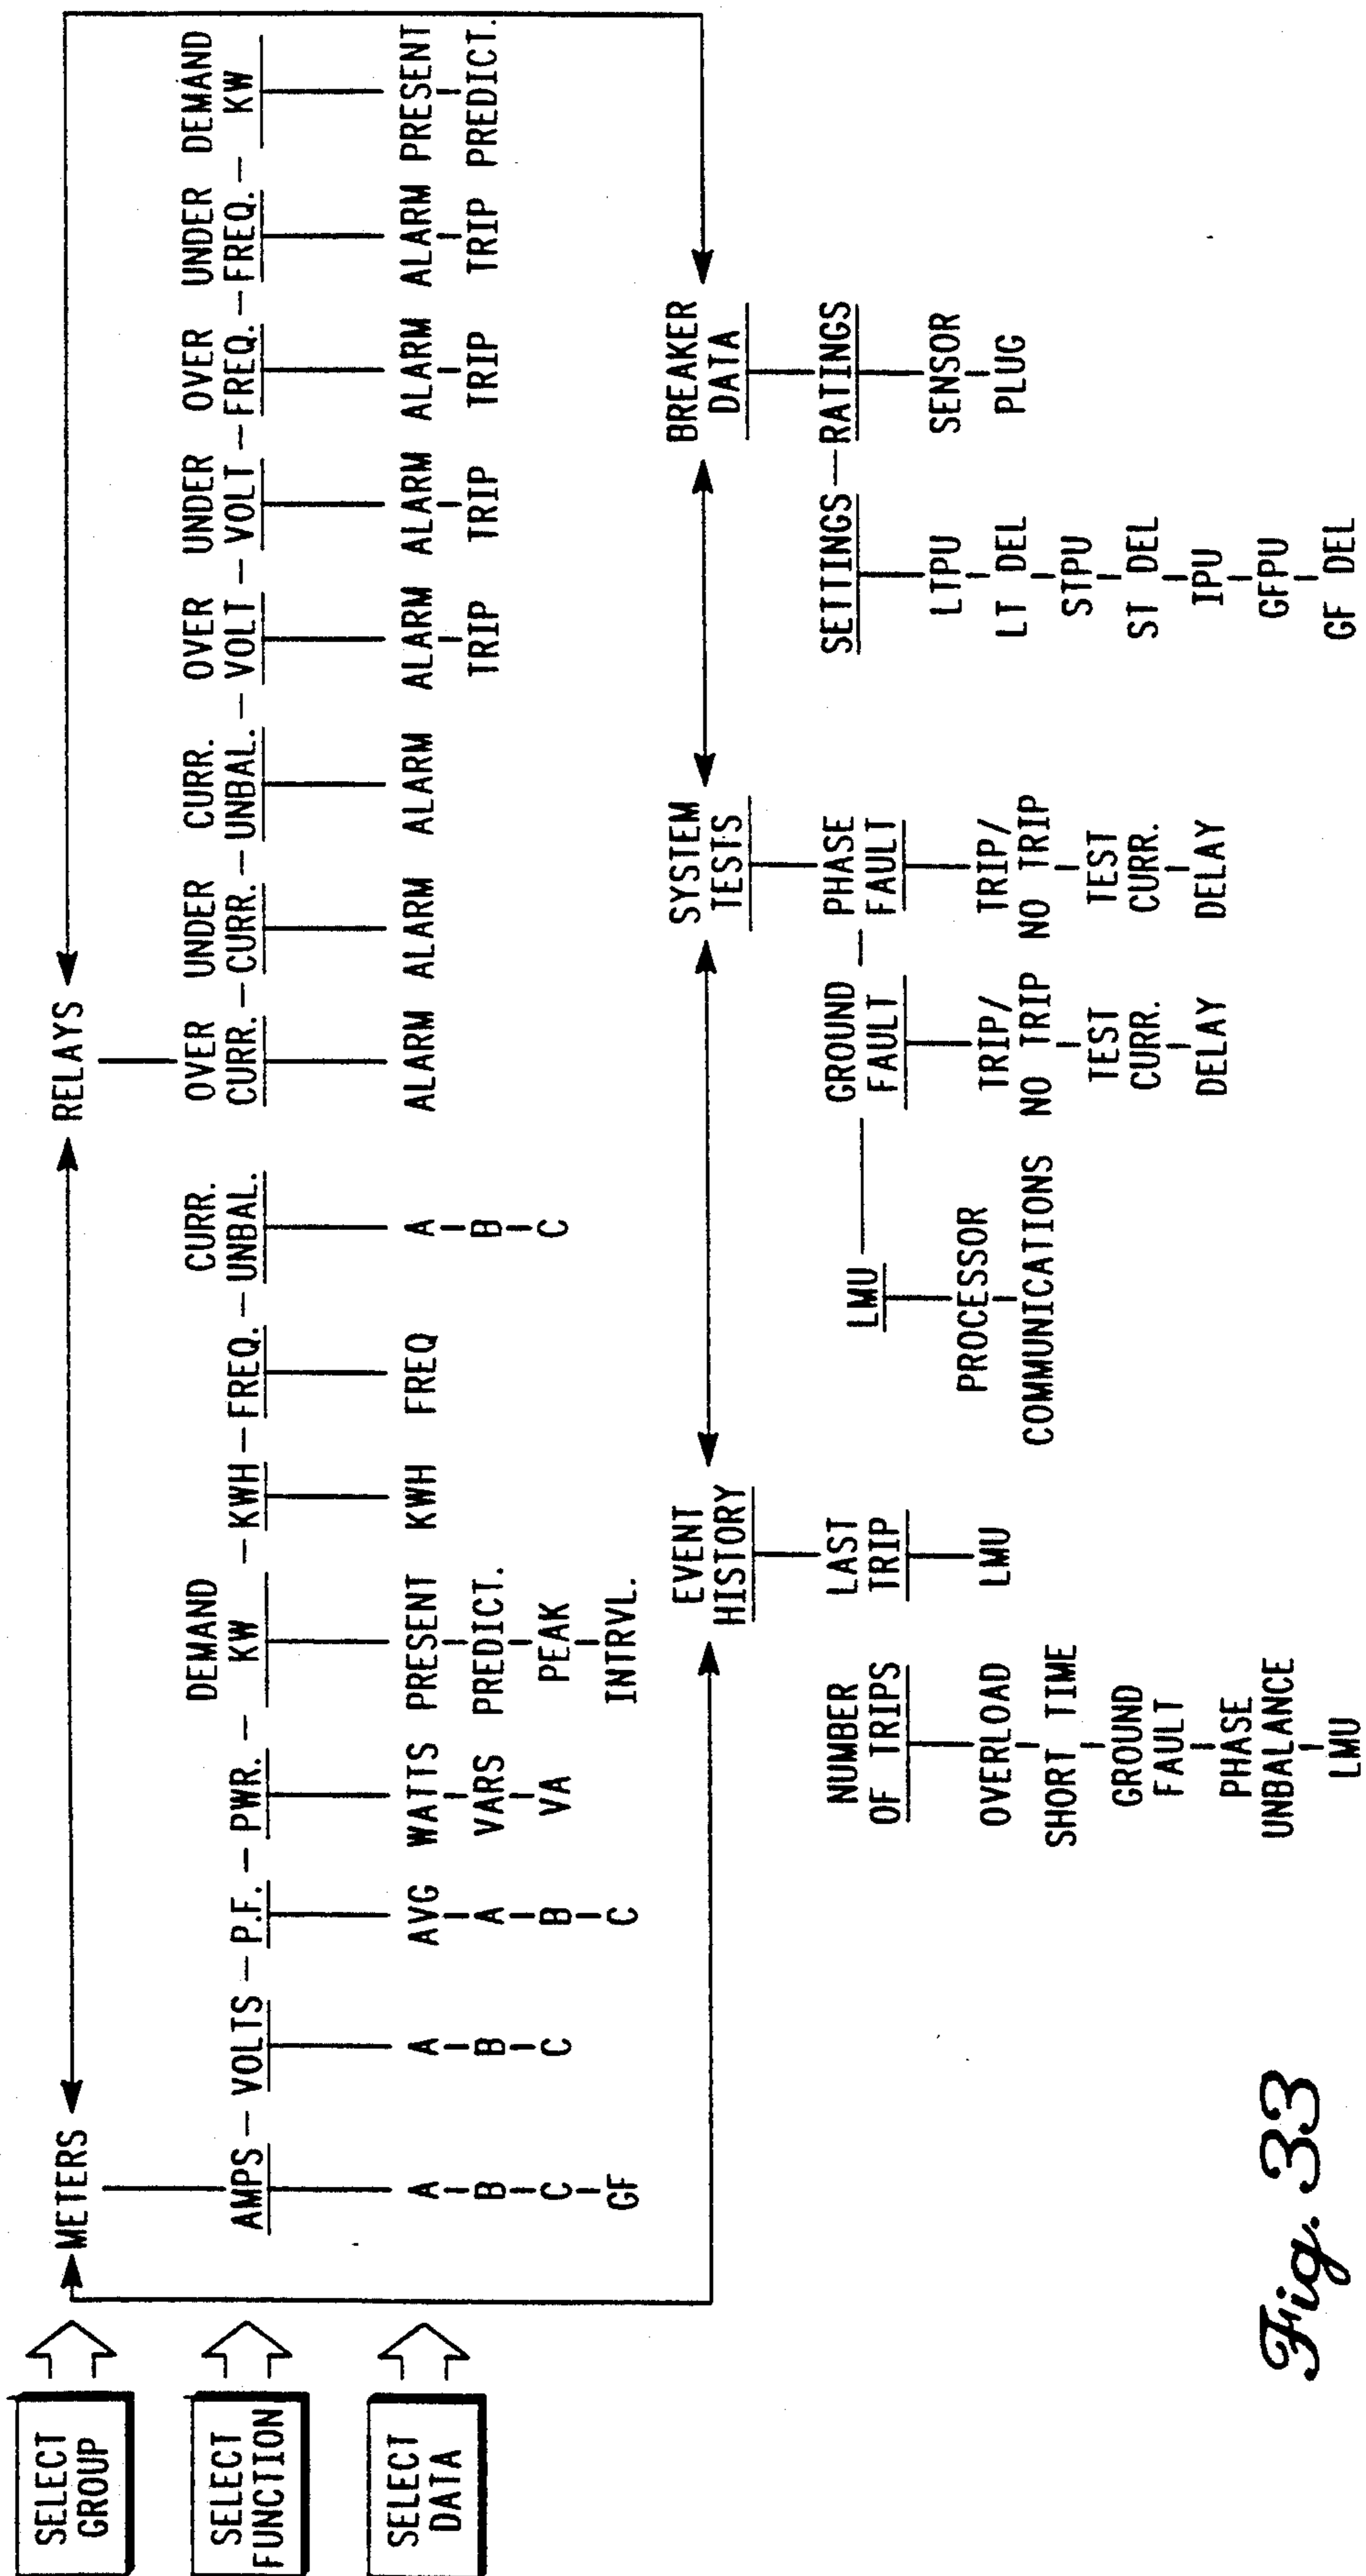 SELECT
GROUP
METERS
RELAYS
SELECT
FUNCTION
AMPS
VOLTS
P.F.
PWR.
DEMAND
KW
KWH
FREQ.
CURR.
UNBAL.
OVER
CURR.
UNDER
CURR.
CURR.
UNBAL.
OVER
VOLT
UNDER
VOLT
OVER
FREQ.
UNDER
FREQ.
DEMAND
KW
SELECT
DATA
A
B
C
GF
A
B
C
AVG
A
B
C
WATTS
VARS
VA
PRESENT
PREDICT.
PEAK
INTRVL.
KWH
FREQ
A
B
C
ALARM
ALARM
ALARM
ALARM
TRIP
ALARM
TRIP
ALARM
TRIP
ALARM
TRIP
PRESENT
PREDICT.
EVENT
HISTORY
NUMBER
OF TRIPS
OVERLOAD
SHORT TIME
GROUND
FAULT
PHASE
UNBALANCE
LMU
LAST
TRIP
LMU
SYSTEM
TESTS
LMU
PROCESSOR
COMMUNICATIONS
GROUND
FAULT
TRIP/
NO TRIP
TEST
CURR.
DELAY
PHASE
FAULT
TRIP/
NO TRIP
TEST
CURR.
DELAY
BREAKER
DATA
SETTINGS
LTPU
LT DEL
STPU
ST DEL
IPU
GFPU
GF DEL
RATINGS
SENSOR
PLUG
Fig. 33